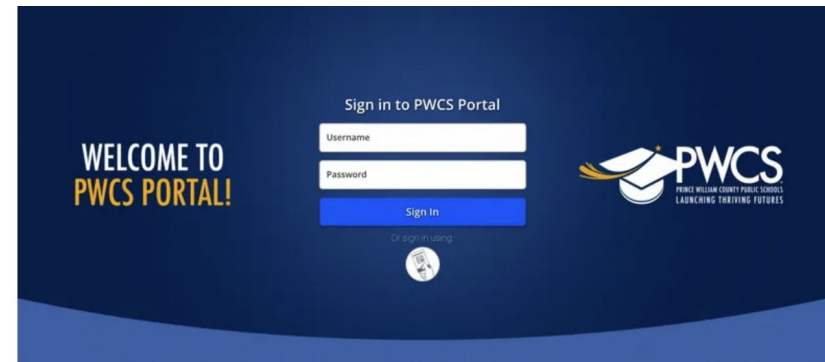 WELCOME TO
PWCS PORTAL!
Sign in to PWCS Portal
Username
Password
Sign In
Or sign in using:
PWCS
PRINCE WILLIAM COUNTY PUBLIC SCHOOLS
LAUNCHING THRIVING FUTURES